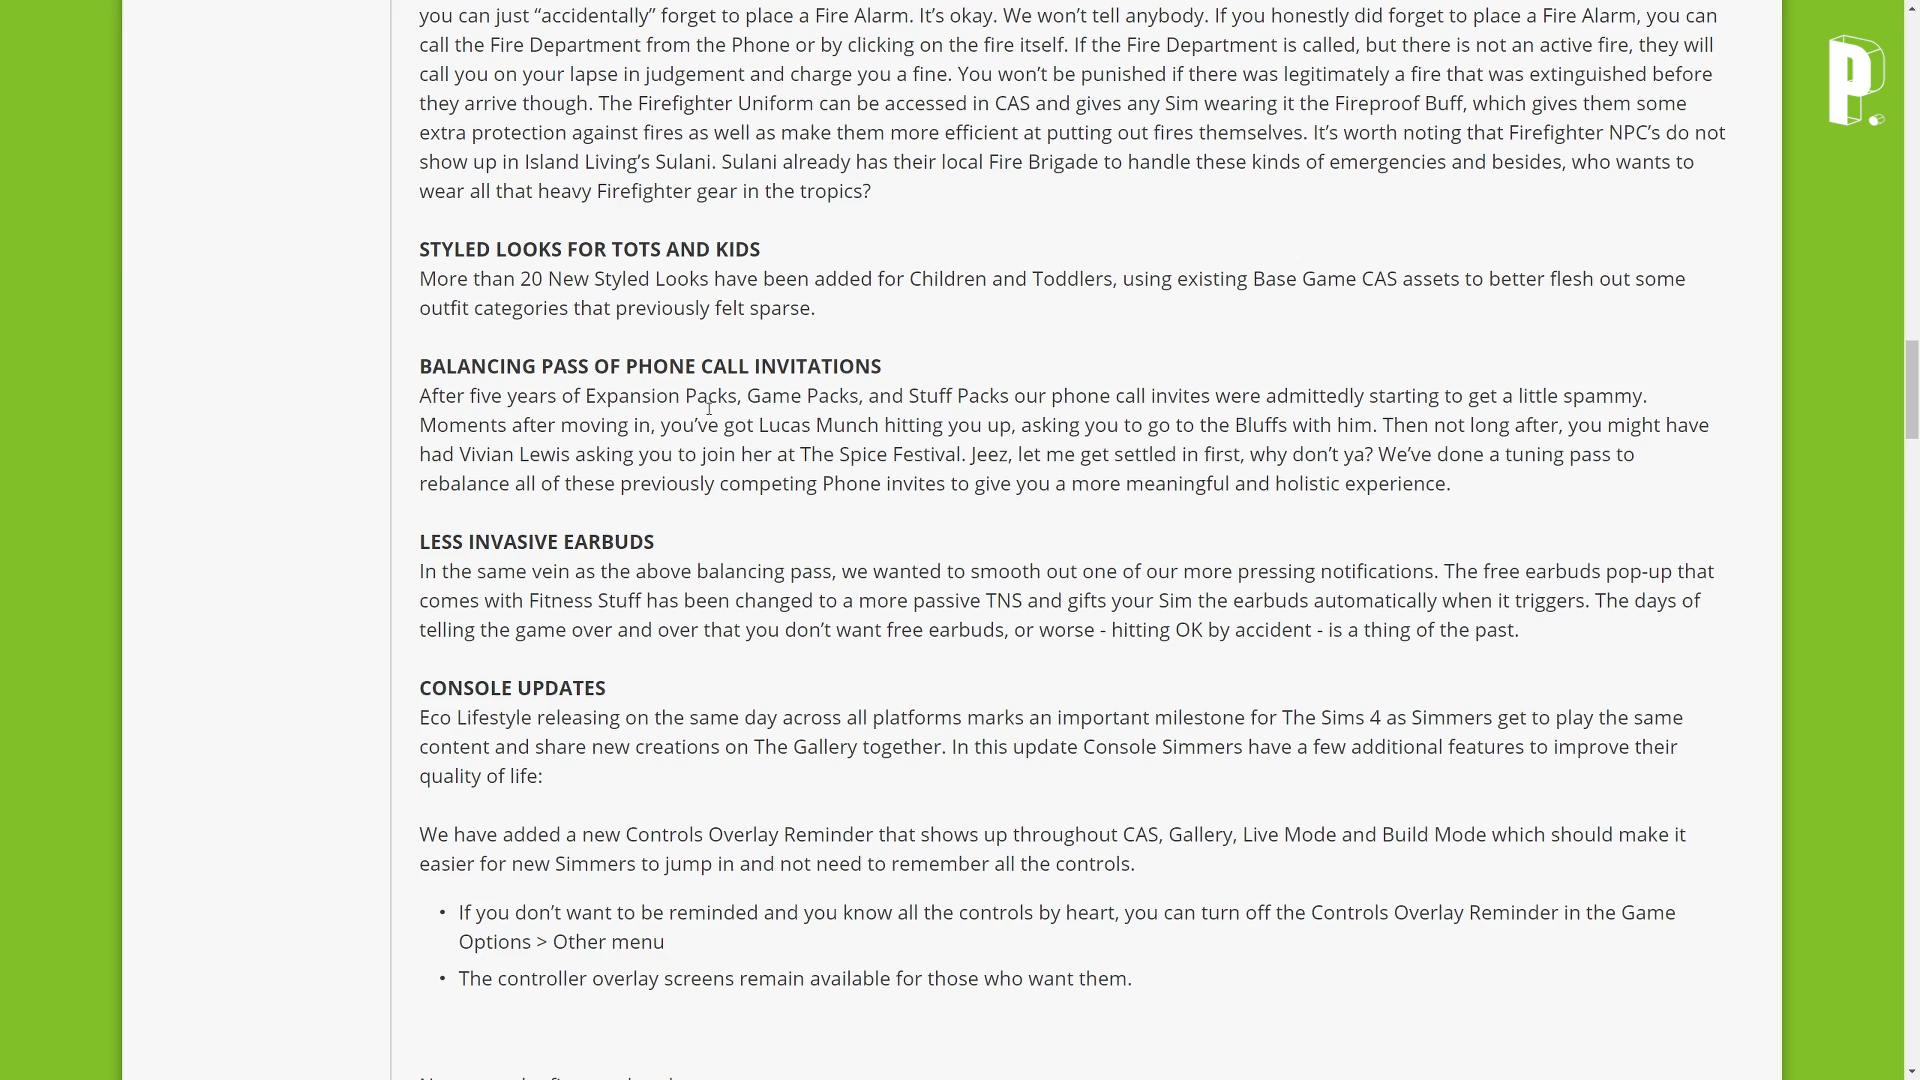 you can just “accidentally” forget to place a Fire Alarm. It’s okay. We won’t tell anybody. If you honestly did forget to place a Fire Alarm, you can
call the Fire Department from the Phone or by clicking on the fire itself. If the Fire Department is called, but there is not an active fire, they will
call you on your lapse in judgement and charge you a fine. You won’t be punished if there was legitimately a fire that was extinguished before
they arrive though. The Firefighter Uniform can be accessed in CAS and gives any Sim wearing it the Fireproof Buff, which gives them some
extra protection against fires as well as make them more efficient at putting out fires themselves. It’s worth noting that Firefighter NPC’s do not
show up in Island Living’s Sulani. Sulani already has their local Fire Brigade to handle these kinds of emergencies and besides, who wants to
wear all that heavy Firefighter gear in the tropics?
STYLED LOOKS FOR TOTS AND KIDS
More than 20 New Styled Looks have been added for Children and Toddlers, using existing Base Game CAS assets to better flesh out some
outfit categories that previously felt sparse.
BALANCING PASS OF PHONE CALL INVITATIONS
After five years of Expansion Packs, Game Packs, and Stuff Packs our phone call invites were admittedly starting to get a little spammy.
Moments after moving in, you’ve got Lucas Munch hitting you up, asking you to go to the Bluffs with him. Then not long after, you might have
had Vivian Lewis asking you to join her at The Spice Festival. Jeez, let me get settled in first, why don’t ya? We’ve done a tuning pass to
rebalance all of these previously competing Phone invites to give you a more meaningful and holistic experience.
LESS INVASIVE EARBUDS
In the same vein as the above balancing pass, we wanted to smooth out one of our more pressing notifications. The free earbuds pop-up that
comes with Fitness Stuff has been changed to a more passive TNS and gifts your Sim the earbuds automatically when it triggers. The days of
telling the game over and over that you don’t want free earbuds, or worse - hitting OK by accident - is a thing of the past.
CONSOLE UPDATES
Eco Lifestyle releasing on the same day across all platforms marks an important milestone for The Sims 4 as Simmers get to play the same
content and share new creations on The Gallery together. In this update Console Simmers have a few additional features to improve their
quality of life:
We have added a new Controls Overlay Reminder that shows up throughout CAS, Gallery, Live Mode and Build Mode which should make it
easier for new Simmers to jump in and not need to remember all the controls.
• If you don’t want to be reminded and you know all the controls by heart, you can turn off the Controls Overlay Reminder in the Game
Options > Other menu
• The controller overlay screens remain available for those who want them.
P.